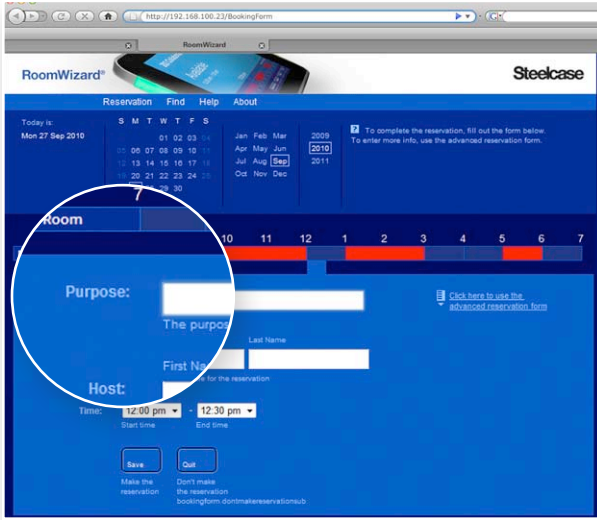 http://192.168.100.23/BookingForm
RoomWizard
RoomWizard®
Steelcase
Reservation Find Help About
Today is:
Mon 27 Sep 2010
S M T W T F S
01 02 03 04
05 06 07 08 09 10 11
12 13 14 15 16 17 18
19 20 21 22 23 24 25
7 28 29 30
Jan Feb Mar
Apr May Jun
Jul Aug Sep
Oct Nov Dec
2009
2010
2011
? To complete the reservation, fill out the form below.
To enter more info, use the advanced reservation form.
Room
10 11 12 1 2 3 4 5 6 7
Purpose:
The purpos
Click here to use the
advanced reservation form
Last Name
First Na
for the reservation
Host:
Time:
12:00 pm - 12:30 pm
Start time End time
Save Quit
Make the
reservation
Don't make
the reservation
bookingform.dontmakereservationsub